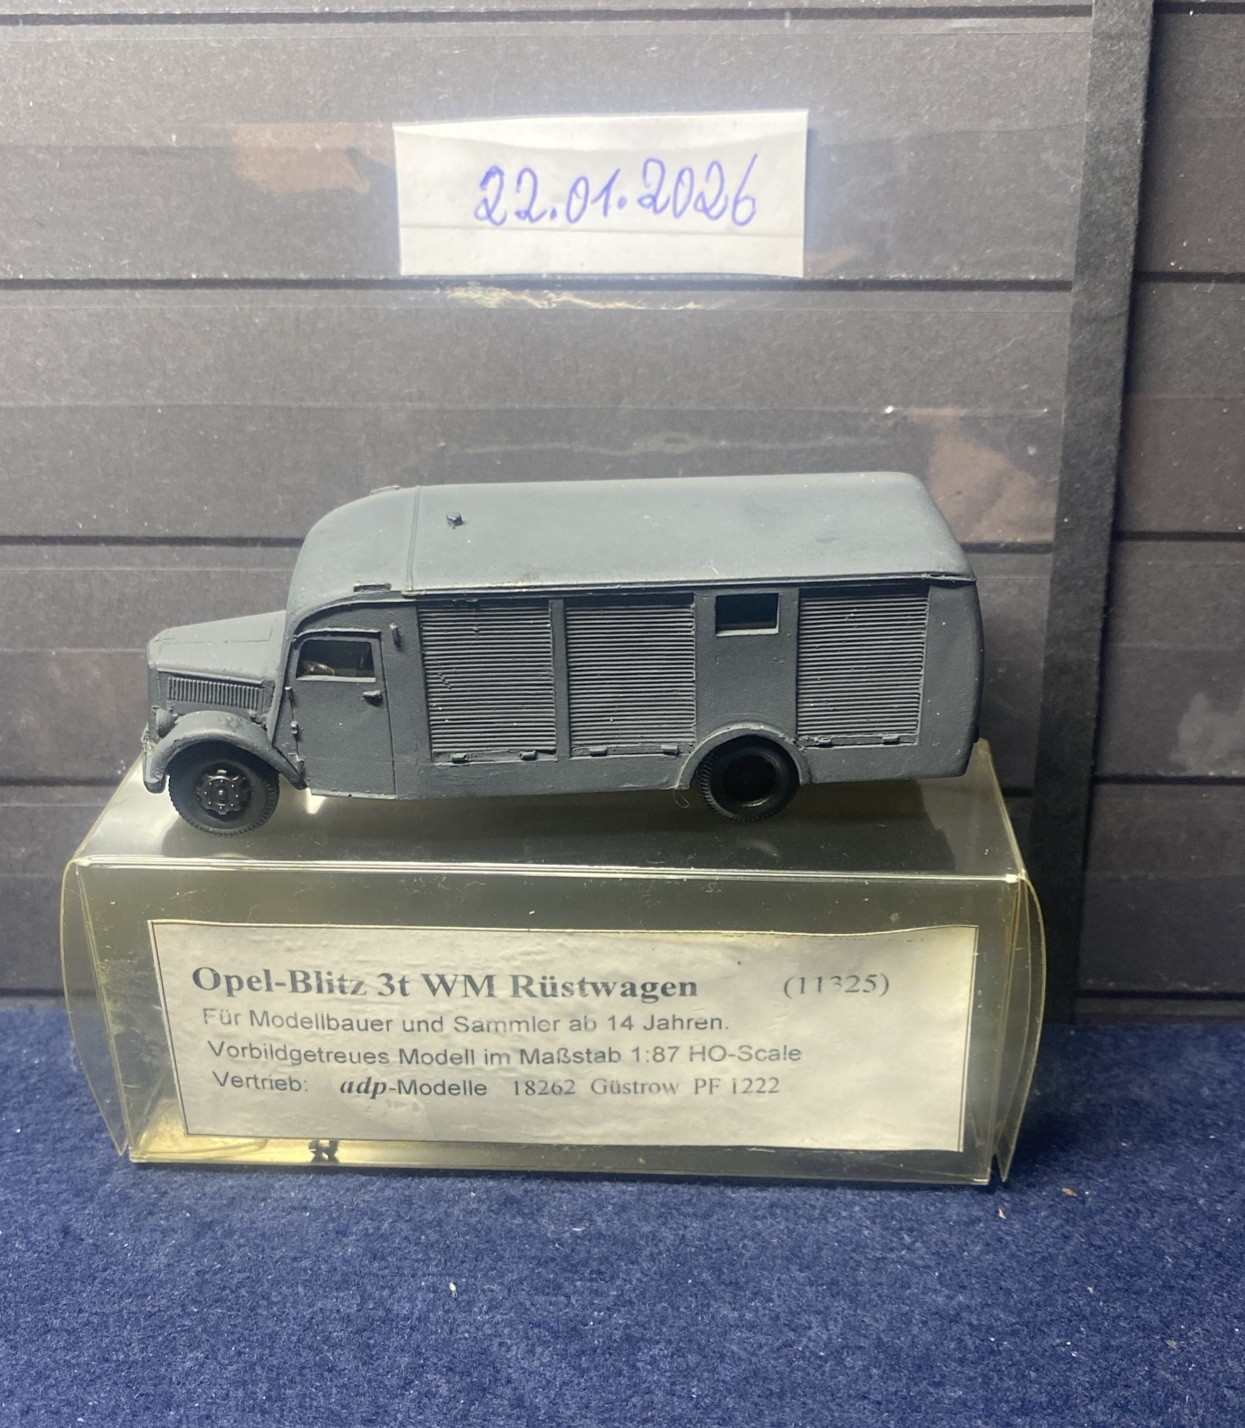 22.01.2026
Opel-Blitz 3t WM Rüstwagen (11325)
Für Modellbauer und Sammler ab 14 Jahren.
Vorbildgetreues Modell im Maßstab 1:87 HO-Scale
Vertrieb: adp-Modelle 18262 Güstrow PF 1222